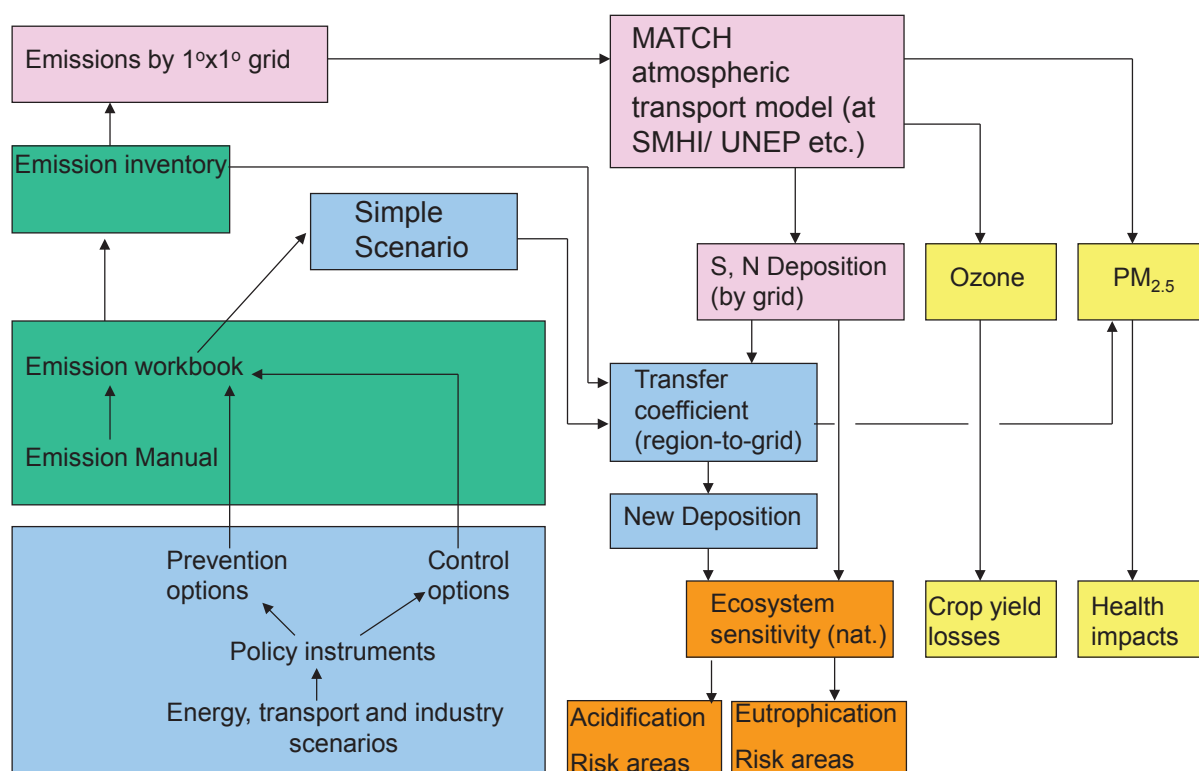 Emissions by 1ºx1º grid
MATCH
atmospheric
transport model (at
SMHI/ UNEP etc.)
Emission inventory
Simple
Scenario
S, N Deposition
(by grid)
Ozone
PM2.5
Emission workbook
Emission Manual
Transfer
coefficient
(region-to-grid)
New Deposition
Prevention
options
Control
options
Policy instruments
Energy, transport and industry
scenarios
Ecosystem
sensitivity (nat.)
Crop yield
losses
Health
impacts
Acidification
Risk areas
Eutrophication
Risk areas